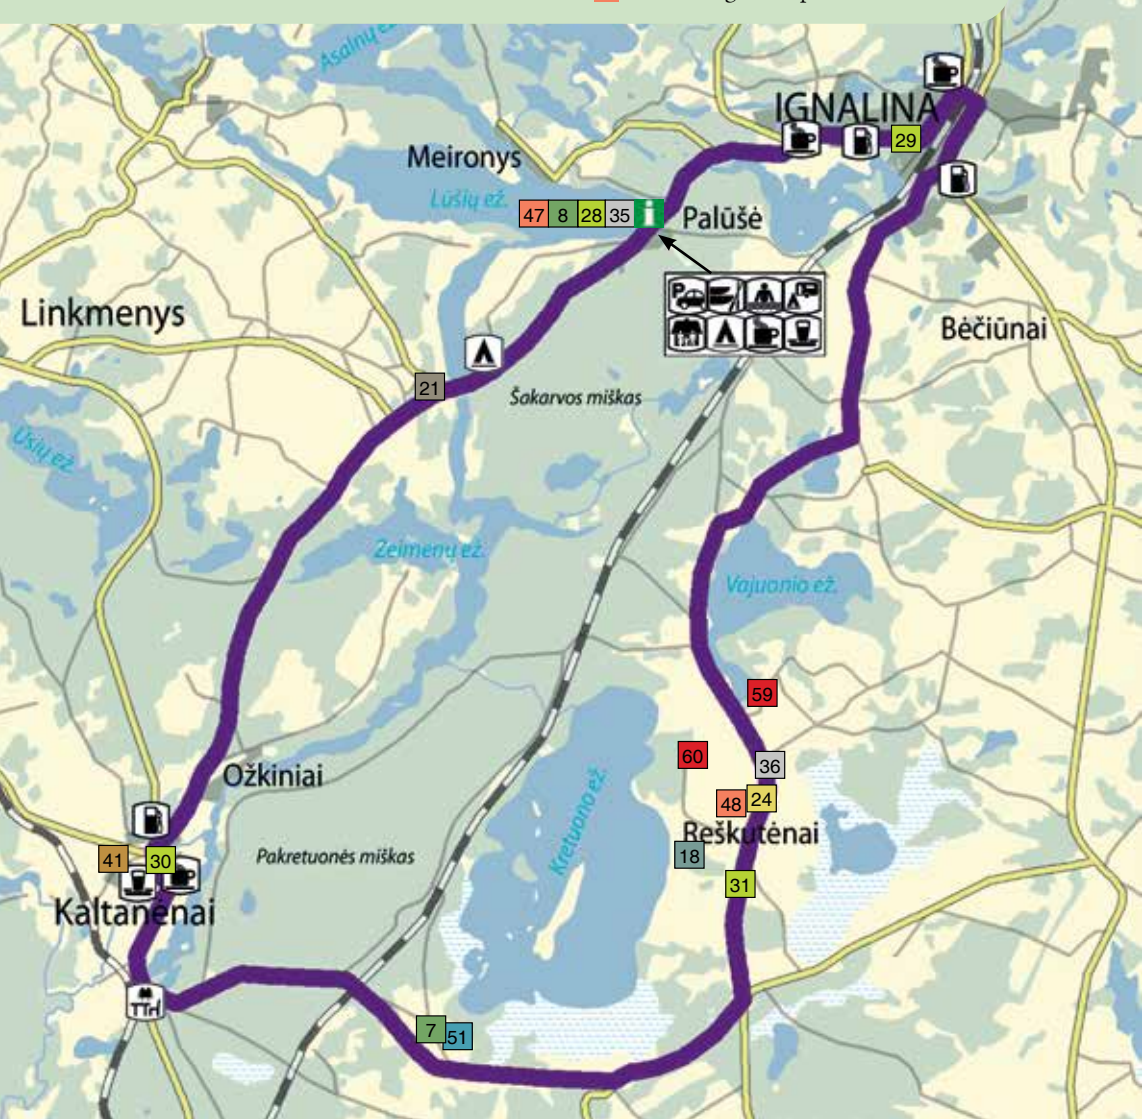 Asalnų ež.
IGNALINA
29
Meironys
Lūšių ež.
47 8 28 35 i
Palūšė
P
Linkmenys
Bėčiūnai
21
Šakarvos miškas
Ūsių ež.
Žeimenų ež.
Vajuonio ež.
59
60
36
48 24
Reškutėnai
Ožkiniai
Kretuono ež.
18
41 30
Pakretuonės miškas
31
Kaltanėnai
7 51